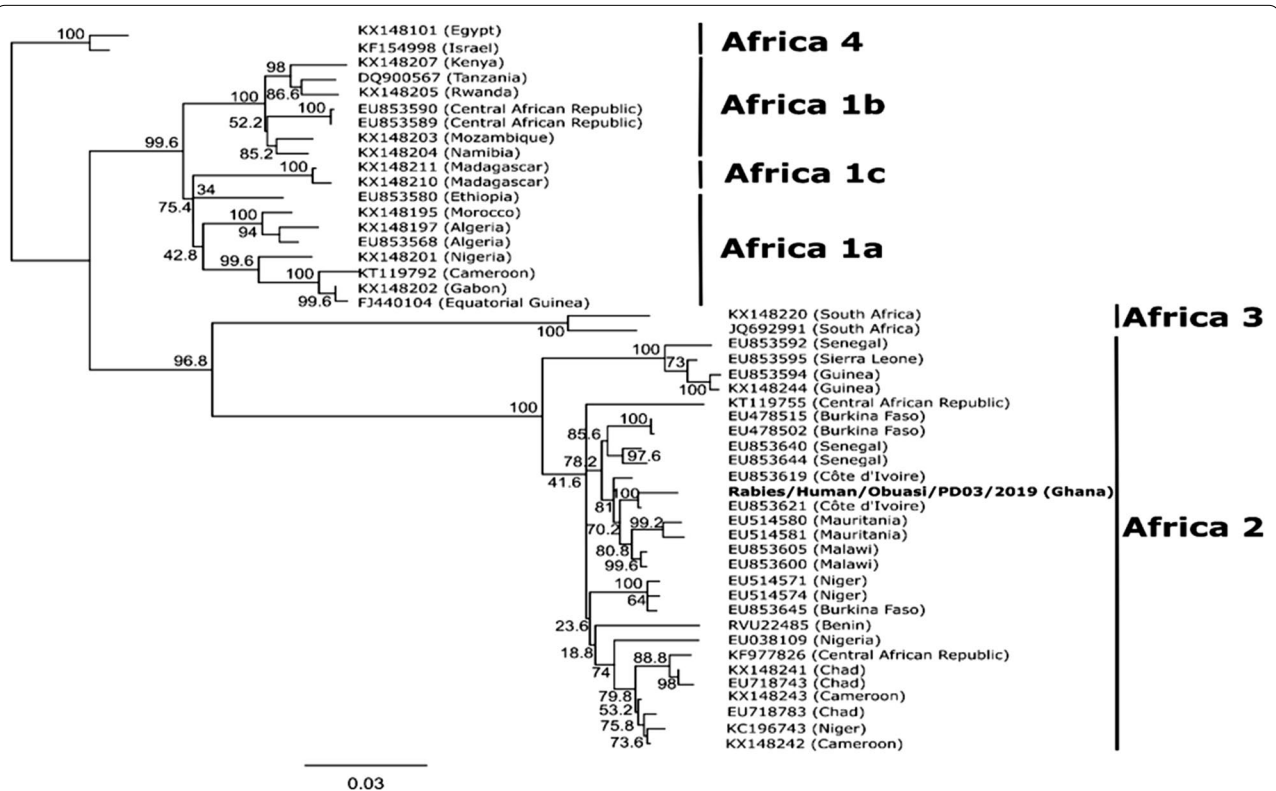 100
KX148101 (Egypt)
KF154998 (Israel)
Africa 4
98
KX148207 (Kenya)
DQ900567 (Tanzania)
86.6
KX148205 (Rwanda)
100
100
EU853590 (Central African Republic)
52.2
EU853589 (Central African Republic)
KX148203 (Mozambique)
85.2
KX148204 (Namibia)
Africa 1b
99.6
100
KX148211 (Madagascar)
KX148210 (Madagascar)
Africa 1c
34
75.4
EU853580 (Ethiopia)
100
KX148195 (Morocco)
94
KX148197 (Algeria)
EU853568 (Algeria)
42.8
99.6
KX148201 (Nigeria)
100
KT119792 (Cameroon)
KX148202 (Gabon)
99.6
FJ440104 (Equatorial Guinea)
Africa 1a
KX148220 (South Africa)
100
JQ692991 (South Africa)
Africa 3
96.8
100
EU853592 (Senegal)
73
EU853595 (Sierra Leone)
EU853594 (Guinea)
100
KX148244 (Guinea)
100
KT119755 (Central African Republic)
100
EU478515 (Burkina Faso)
85.6
EU478502 (Burkina Faso)
EU853640 (Senegal)
97.6
78.2
EU853644 (Senegal)
41.6
EU853619 (Côte d'Ivoire)
100
Rabies/Human/Obuasi/PD03/2019 (Ghana)
81
EU853621 (Côte d'Ivoire)
70.2
99.2
EU514580 (Mauritania)
EU514581 (Mauritania)
80.8
EU853605 (Malawi)
99.6
EU853600 (Malawi)
100
EU514571 (Niger)
64
EU514574 (Niger)
EU853645 (Burkina Faso)
23.6
RVU22485 (Benin)
18.8
EU038109 (Nigeria)
74
88.8
KF977826 (Central African Republic)
KX148241 (Chad)
98
EU718743 (Chad)
79.8
KX148243 (Cameroon)
53.2
EU718783 (Chad)
75.8
KC196743 (Niger)
73.6
KX148242 (Cameroon)
Africa 2
0.03